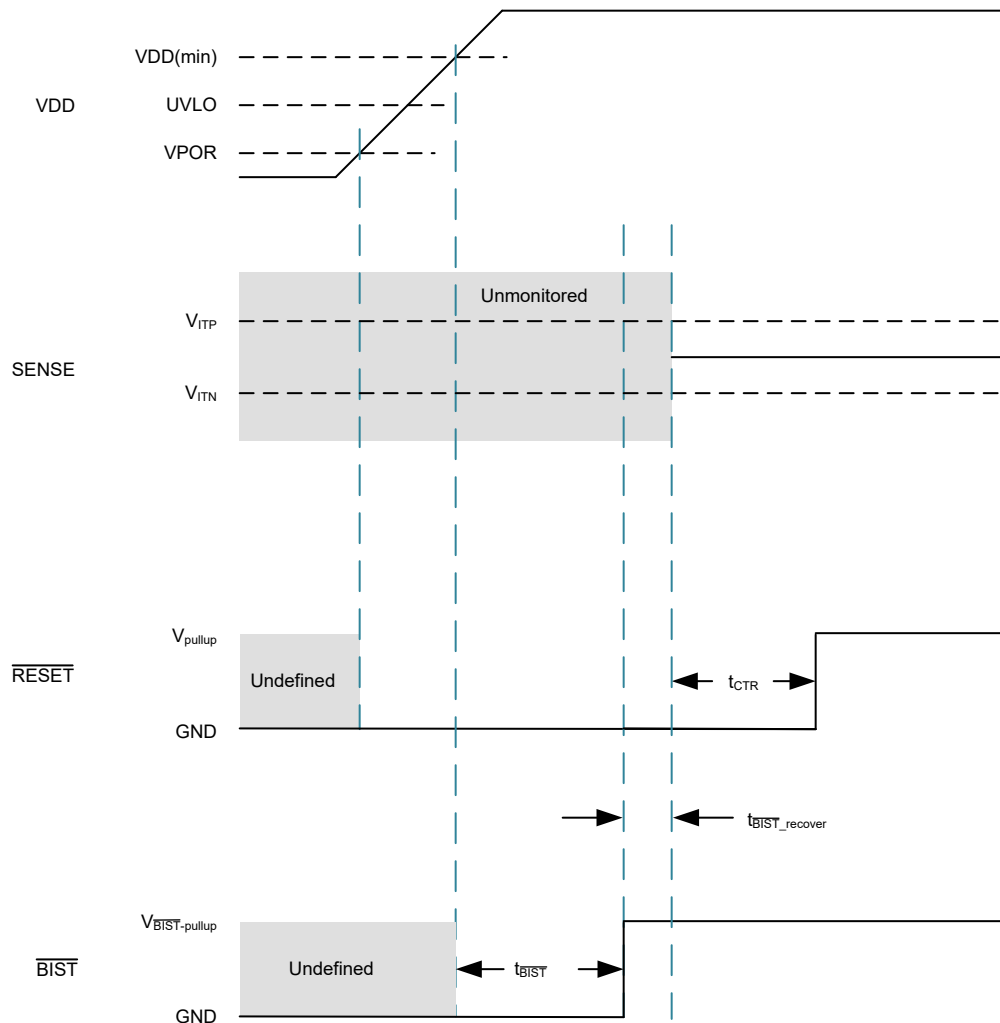 VDD(min)
VDD
UVLO
VPOR
Unmonitored
VITP
SENSE
VITN
Vpullup
RESET
Undefined
tCTR
GND
tBIST_recover
VBIST-pullup
BIST
Undefined
tBIST
GND